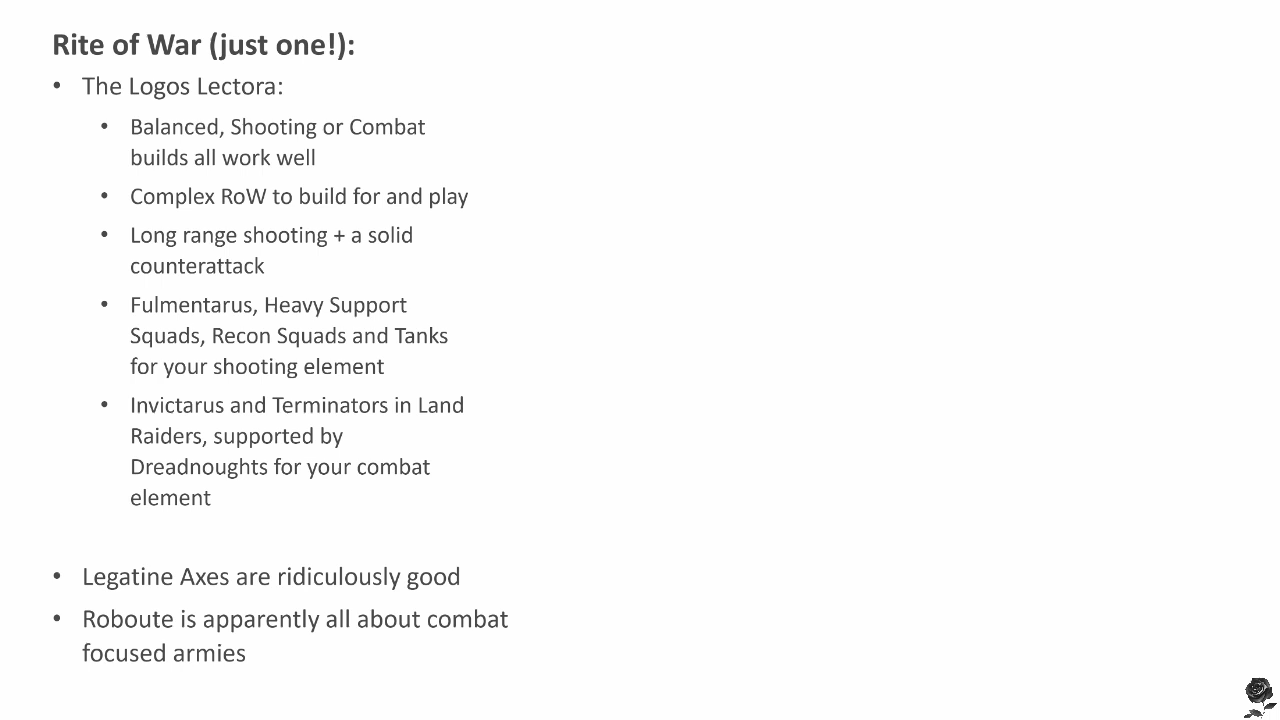 Rite of War (just one!):
• The Logos Lectora:
• Balanced, Shooting or Combat
builds all work well
• Complex RoW to build for and play
• Long range shooting + a solid
counterattack
• Fulmentarus, Heavy Support
Squads, Recon Squads and Tanks
for your shooting element
• Invictarus and Terminators in Land
Raiders, supported by
Dreadnoughts for your combat
element
• Legatine Axes are ridiculously good
• Roboute is apparently all about combat
focused armies